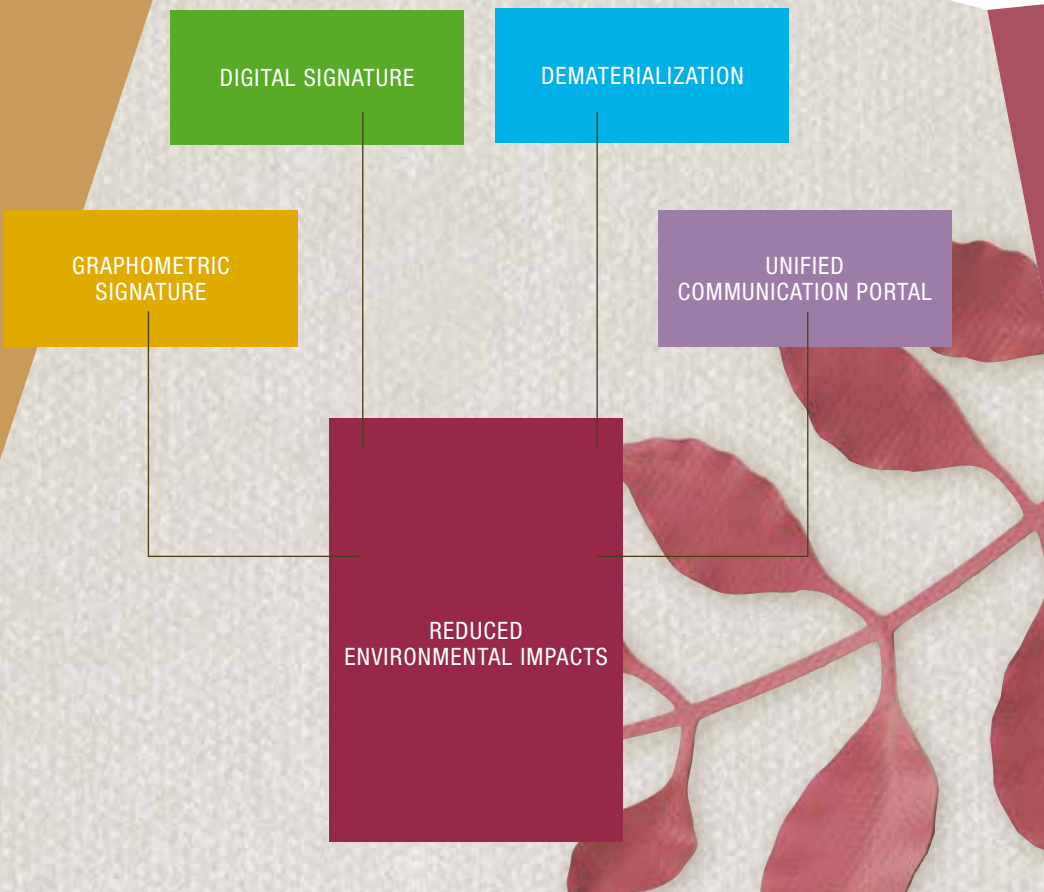 DIGITAL SIGNATURE
DEMATERIALIZATION
GRAPHOMETRIC
SIGNATURE
UNIFIED
COMMUNICATION PORTAL
REDUCED
ENVIRONMENTAL IMPACTS